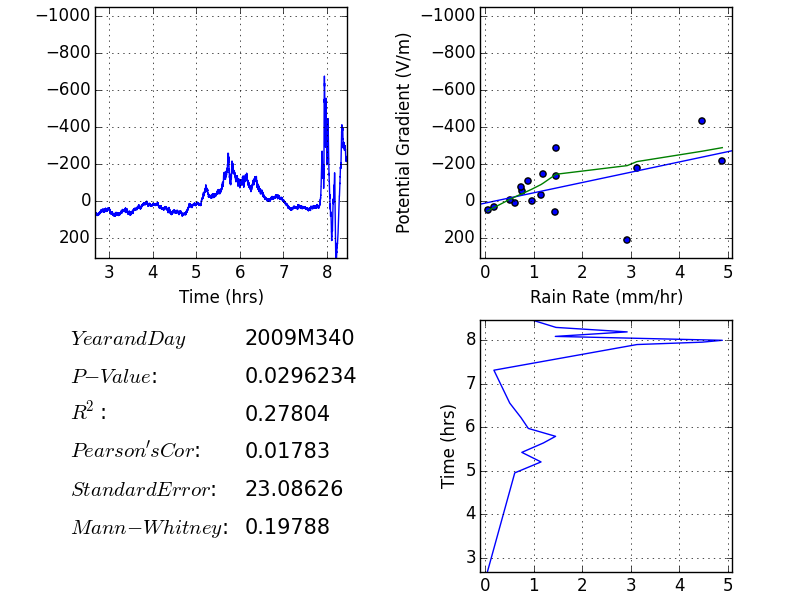 −1000
−800
−600
−400
−200
0
200
3 4 5 6 7 8
Time (hrs)
−1000
−800
−600
−400
−200
0
200
Potential Gradient (V/m)
0 1 2 3 4 5
Rain Rate (mm/hr)
YearandDay 2009M340
P−Value: 0.0296234
R²: 0.27804
Pearson′sCor: 0.01783
StandardError: 23.08626
Mann−Whitney: 0.19788
8
7
6
5
4
3
Time (hrs)
0 1 2 3 4 5